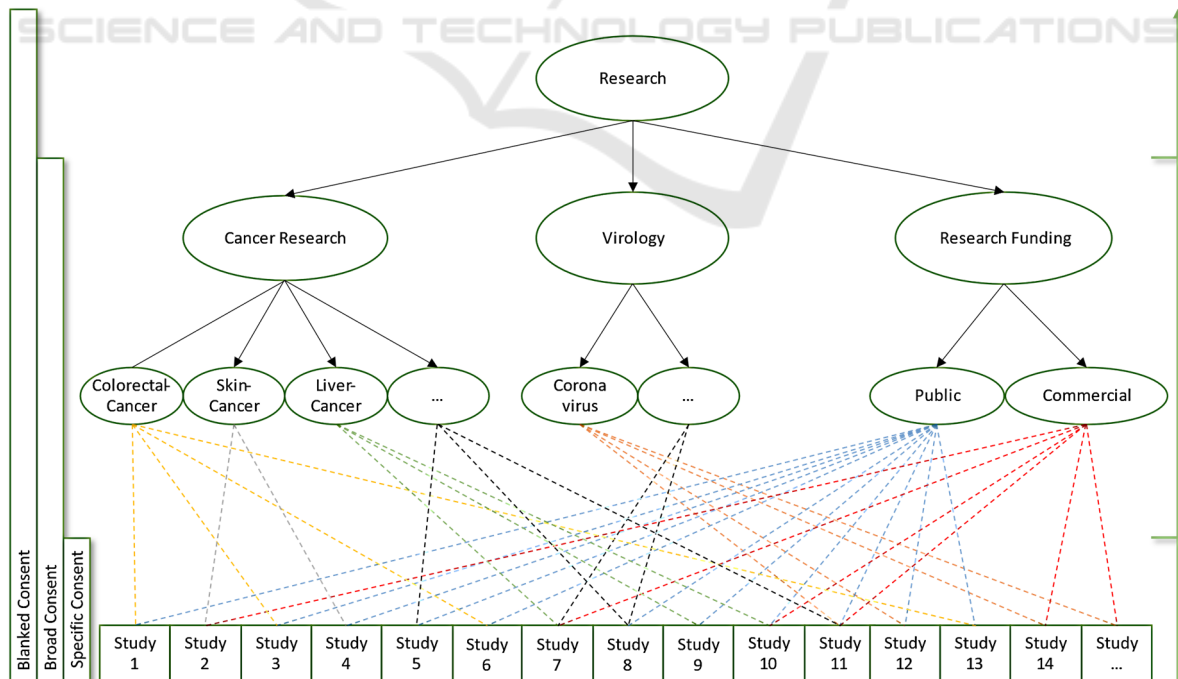 SCIENCE AND TECHNOLOGY PUBLICATIONS
Research
Cancer Research
Virology
Research Funding
Colorectal-
Cancer
Skin-
Cancer
Liver-
Cancer
...
Corona
virus
...
Public
Commercial
Blanked Consent
Broad Consent
Specific Consent
Study
1
Study
2
Study
3
Study
4
Study
5
Study
6
Study
7
Study
8
Study
9
Study
10
Study
11
Study
12
Study
13
Study
14
Study
...